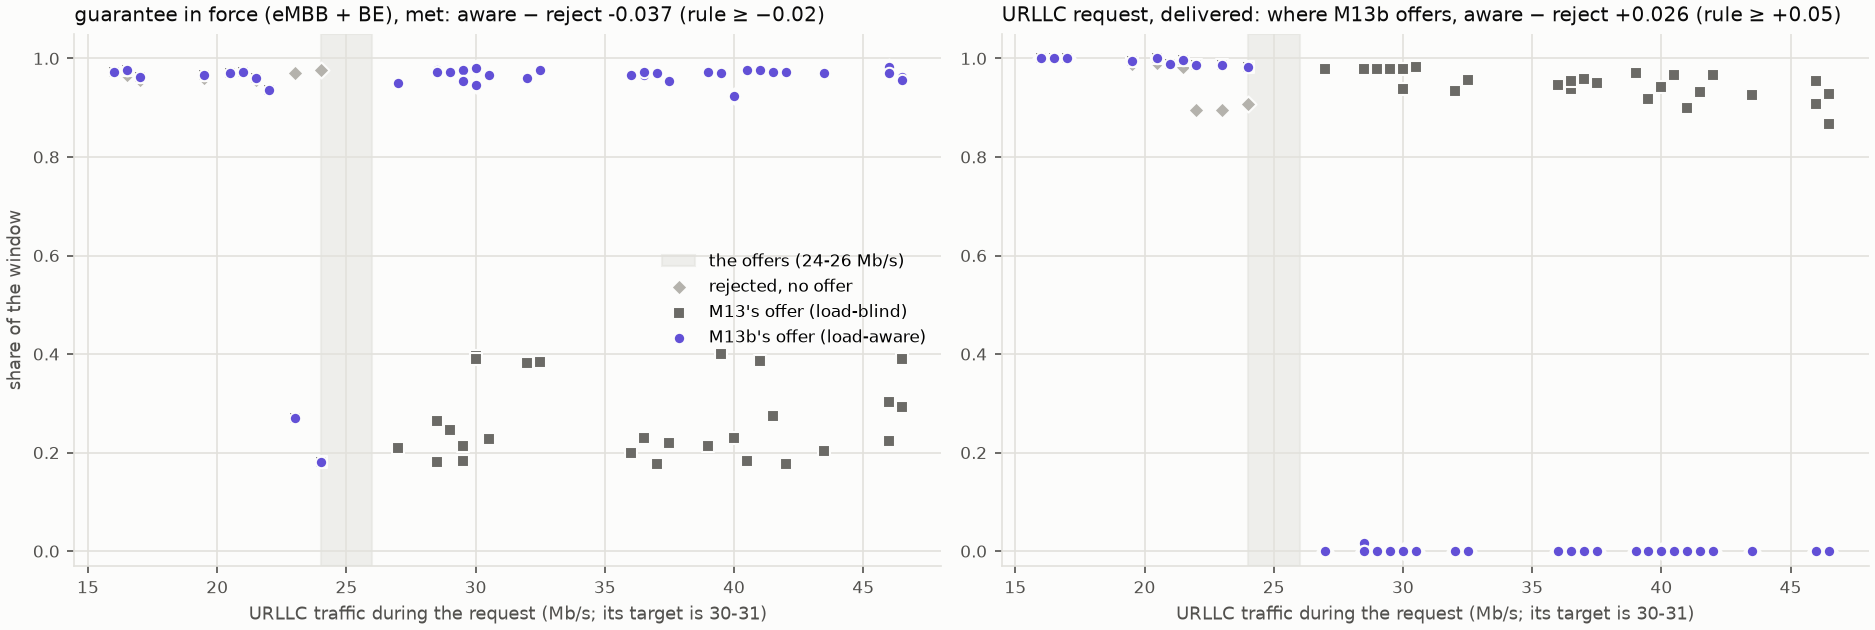 guarantee in force (eMBB + BE), met: aware − reject -0.037 (rule ≥ −0.02)
1.0
0.8
0.6
0.4
0.2
0.0
share of the window
the offers (24-26 Mb/s)
rejected, no offer
M13's offer (load-blind)
M13b's offer (load-aware)
15 20 25 30 35 40 45
URLLC traffic during the request (Mb/s; its target is 30-31)
URLLC request, delivered: where M13b offers, aware − reject +0.026 (rule ≥ +0.05)
1.0
0.8
0.6
0.4
0.2
0.0
15 20 25 30 35 40 45
URLLC traffic during the request (Mb/s; its target is 30-31)